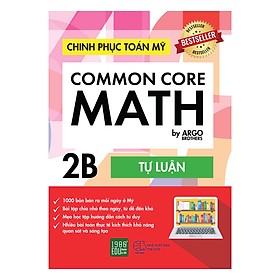 CHINH PHỤC TOÁN MỸ
BESTSELLER
COMMON CORE
MATH
by ARGO
BROTHERS
2B
TỰ LUẬN
• 1000 bản bán ra mỗi ngày ở Mỹ
• Bài tập chia nhỏ theo ngày, từ dễ đến khó
• Mẹo học tập hướng dẫn cách tư duy
• Nhiều bài toán thực tế kích thích khả năng
quan sát và sáng tạo
1980
EDU